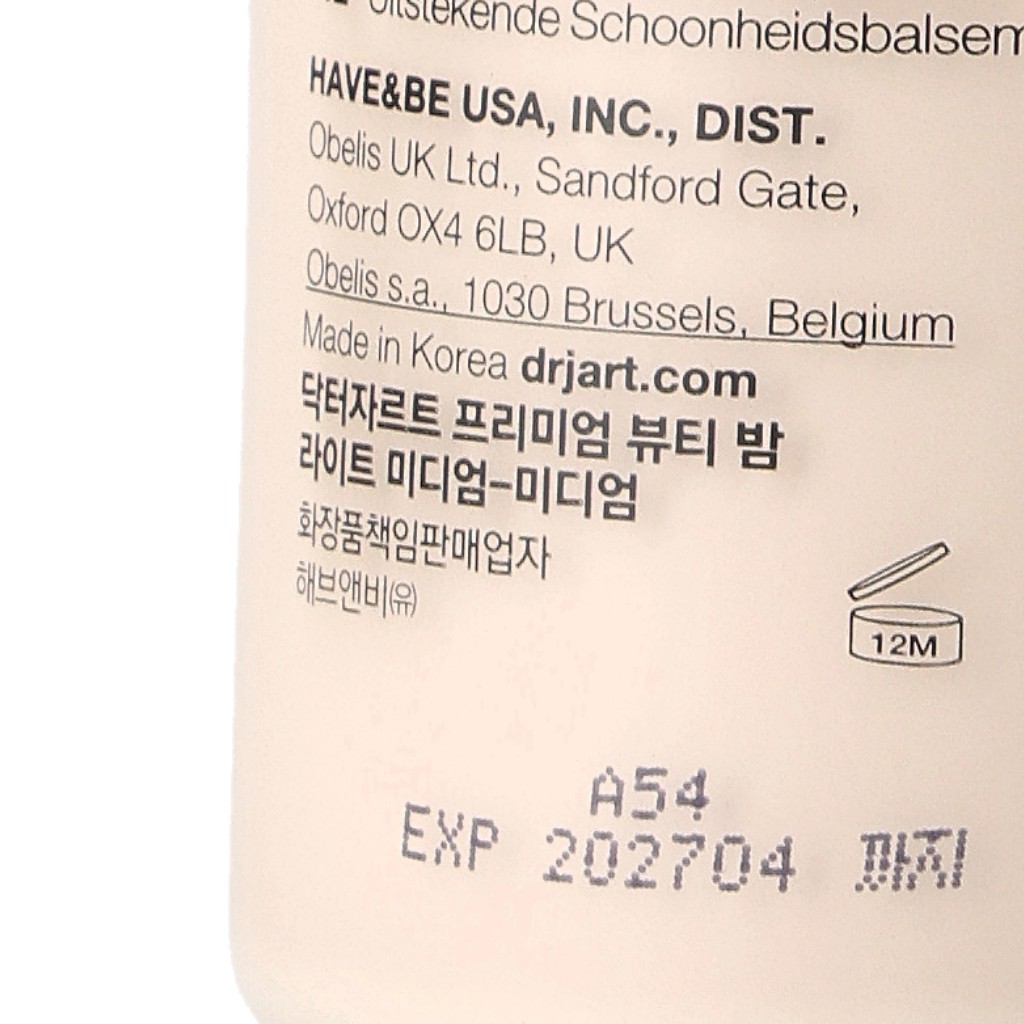 Uitstekende Schoonheidsbalsem
HAVE&BE USA, INC., DIST.
Obelis UK Ltd., Sandford Gate,
Oxford OX4 6LB, UK
Obelis s.a., 1030 Brussels, Belgium
Made in Korea drjart.com
닥터자르트 프리미엄 뷰티 밤
라이트 미디엄-미디엄
화장품책임판매업자
해브앤비(유)
12M
A54
EXP 202704 까지